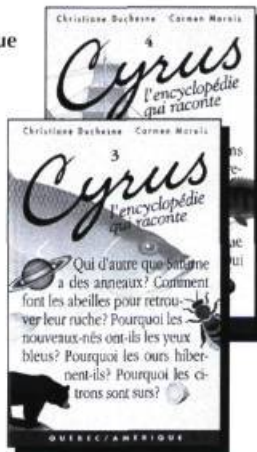 ue
Christiane Duchesne Carmen Marois
4
Cyrus
l'encyclopédie
qui raconte
Christiane Duchesne Carmen Marois
3
Cyrus
l'encyclopédie
qui raconte
Qui d'autre que Saturne
a des anneaux? Comment
font les abeilles pour retrou-
ver leur ruche? Pourquoi les
nouveaux-nés ont-ils les yeux
bleus? Pourquoi les ours hiber-
nent-ils? Pourquoi les ci-
trons sont surs?
QUÉBEC/AMÉRIQUE